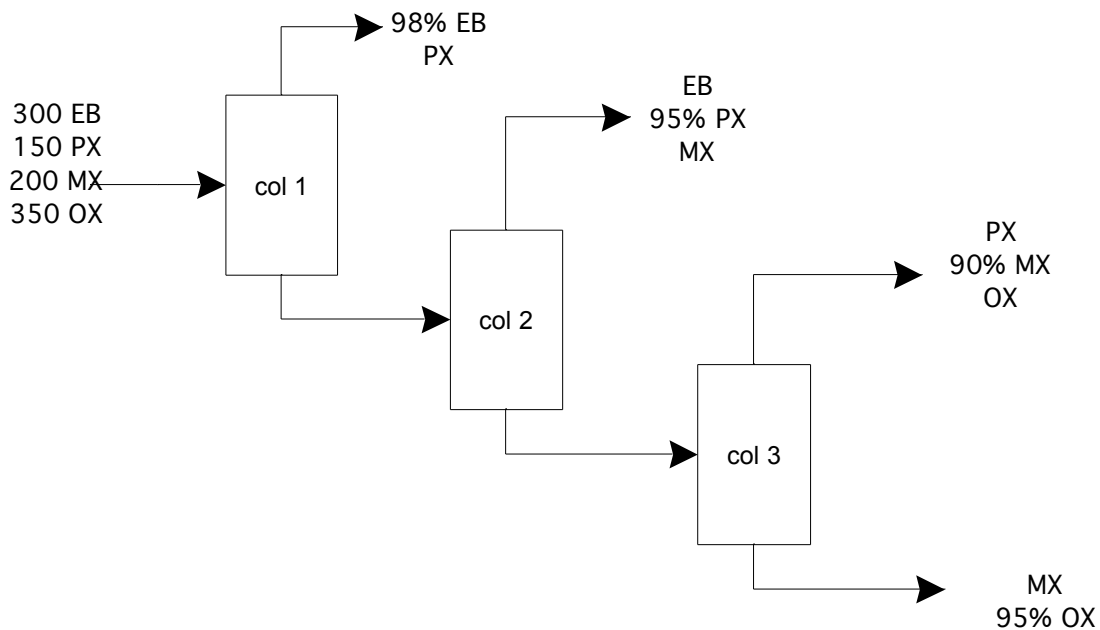 98% EB
PX
300 EB
150 PX
200 MX
350 OX
col 1
EB
95% PX
MX
col 2
PX
90% MX
OX
col 3
MX
95% OX